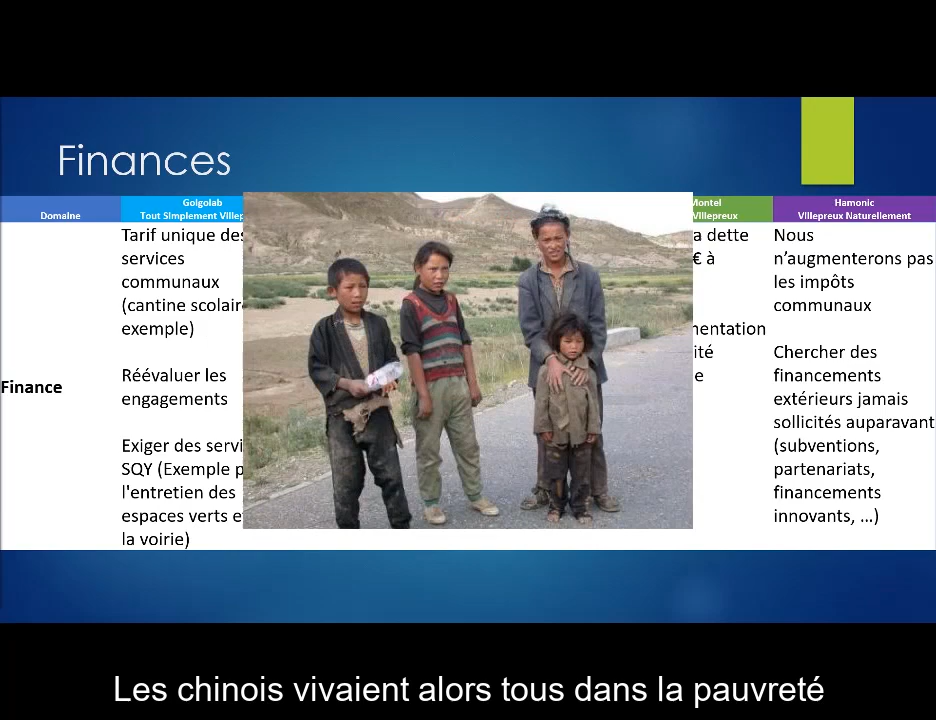 Finances
Domaine
Golgolab
Tout Simplement Villep
Montel
Villepreux
Hamonic
Villepreux Naturellement
Finance
Tarif unique des
services
communaux
(cantine scolair
exemple)
Réévaluer les
engagements
Exiger des servi
SQY (Exemple p
l'entretien des
espaces verts e
la voirie)
a dette
€ à
mentation
ité
e
Nous
n'augmenterons pas
les impôts
communaux
Chercher des
financements
extérieurs jamais
sollicités auparavant
(subventions,
partenariats,
financements
innovants, …)
Les chinois vivaient alors tous dans la pauvreté